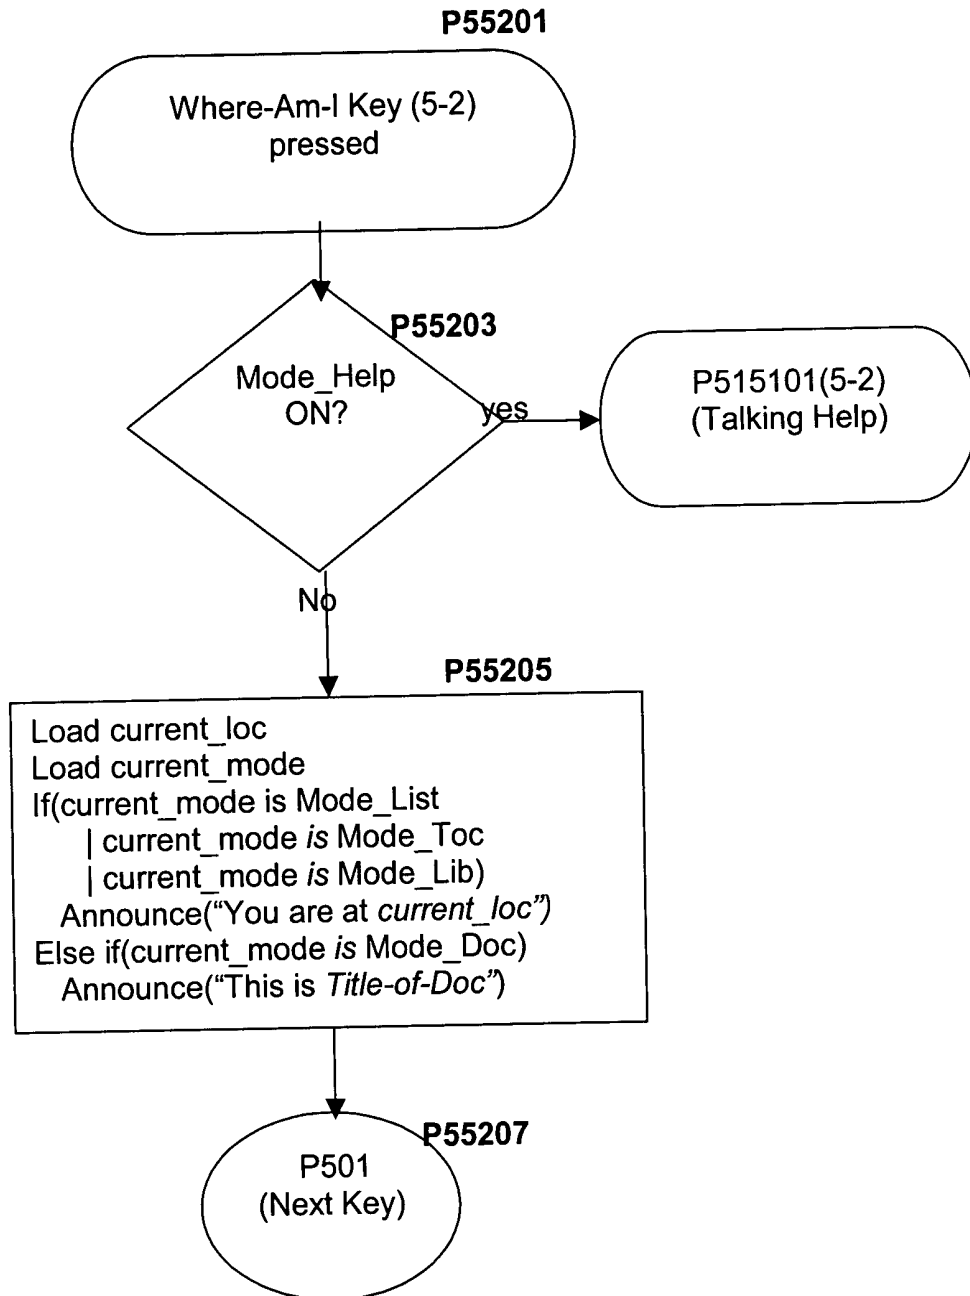 P55201
Where-Am-I Key (5-2)
pressed
P55203
Mode_Help
ON?
yes
P515101(5-2)
(Talking Help)
No
P55205
Load current_loc
Load current_mode
If(current_mode is Mode_List
| current_mode is Mode_Toc
| current_mode is Mode_Lib)
Announce(“You are at current_loc”)
Else if(current_mode is Mode_Doc)
Announce(“This is Title-of-Doc”)
P55207
P501
(Next Key)